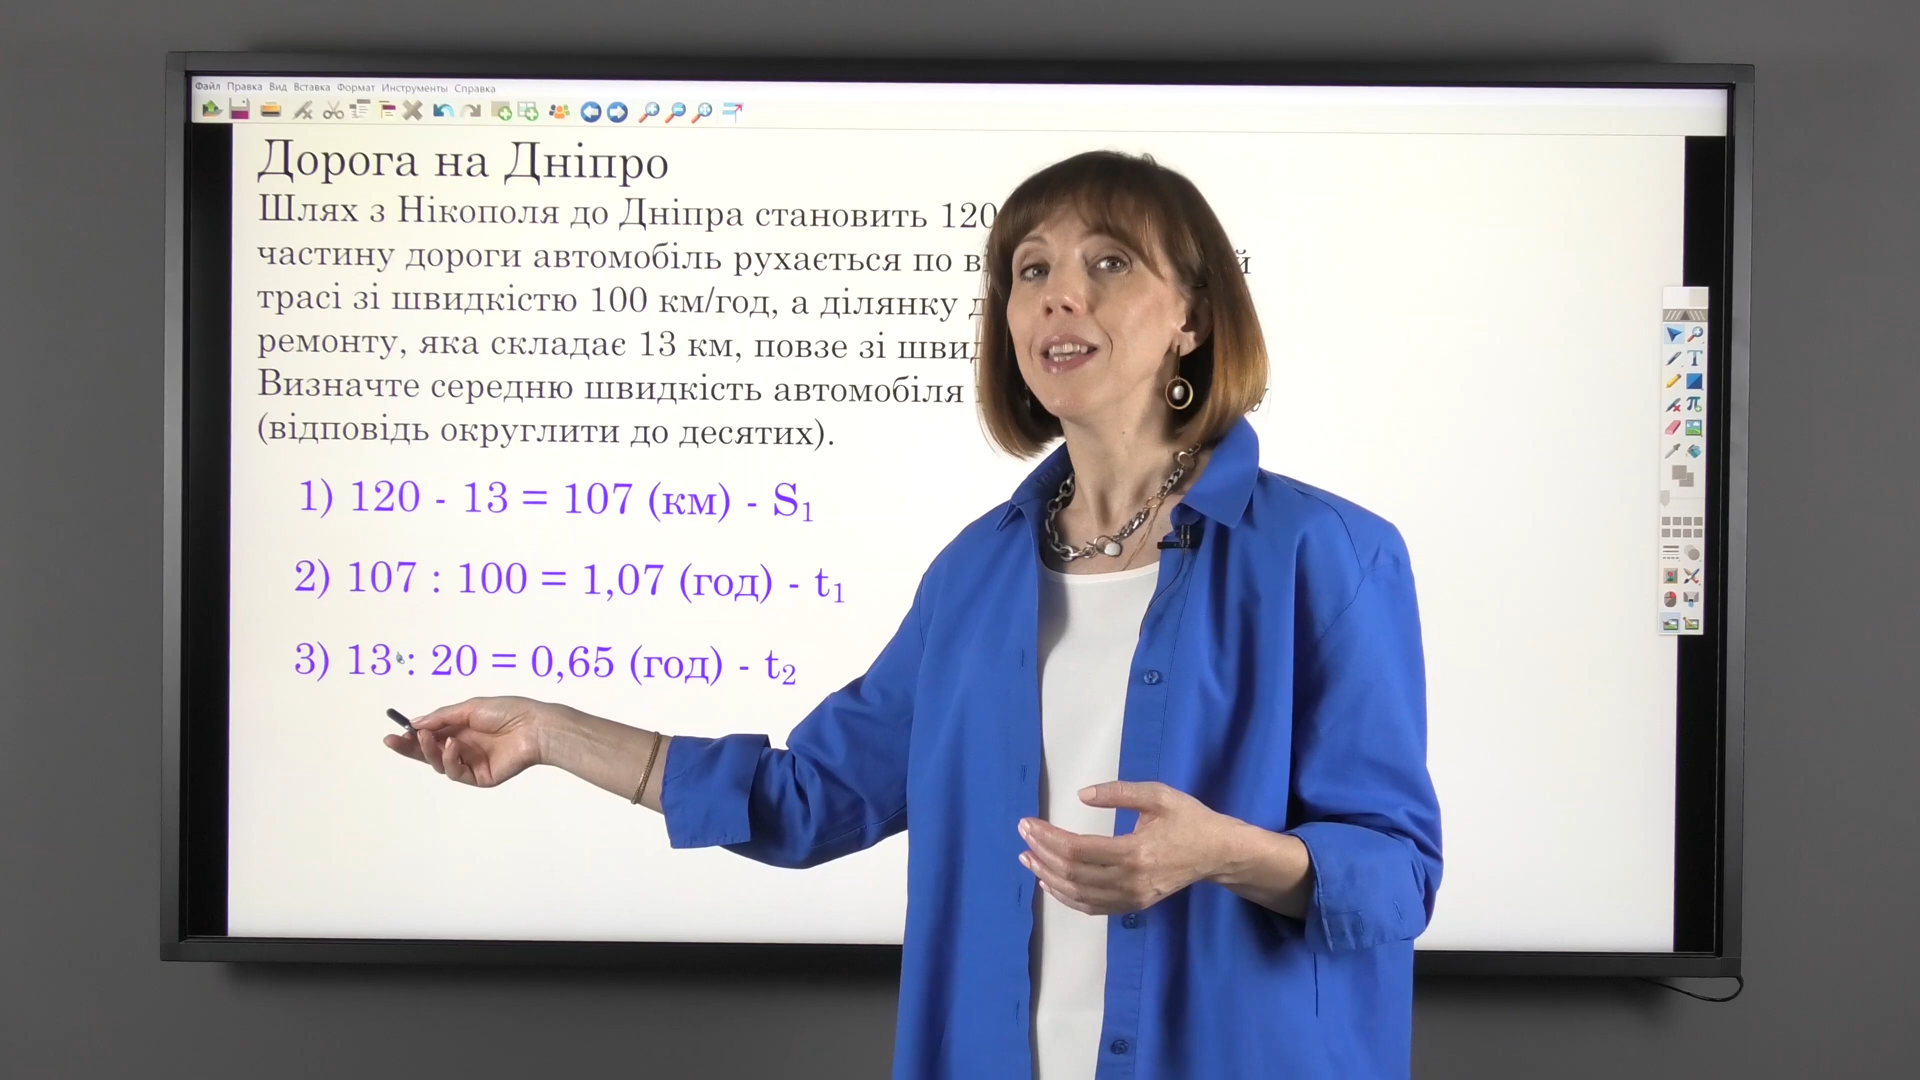 Файл Правка Вид Вставка Формат Инструменты Справка
Дорога на Дніпро
Шлях з Нікополя до Дніпра становить 120
частину дороги автомобіль рухається по
трасі зі швидкістю 100 км/год, а ділянку
ремонту, яка складає 13 км, повзе зі
Визначте середню швидкість автомобіля
(відповідь округлити до десятих).
1) 120 - 13 = 107 (км) - S₁
2) 107 : 100 = 1,07 (год) - t₁
3) 13 : 20 = 0,65 (год) - t₂